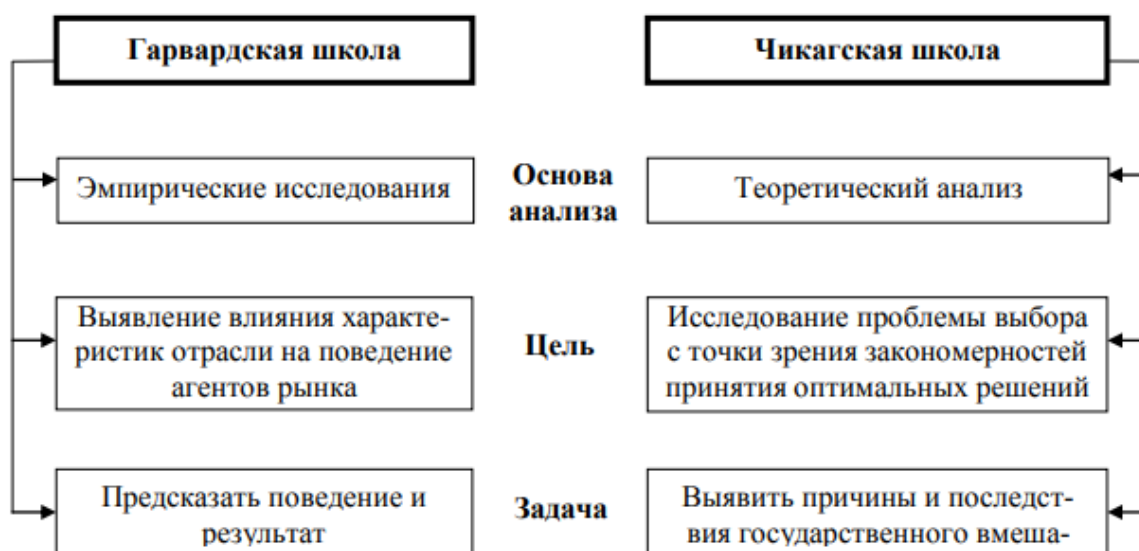 Гарвардская школа
Чикагская школа
Эмпирические исследования
Основа
анализа
Теоретический анализ
Выявление влияния характе-
ристик отрасли на поведение
агентов рынка
Цель
Исследование проблемы выбора
с точки зрения закономерностей
принятия оптимальных решений
Предсказать поведение и
результат
Задача
Выявить причины и последст-
вия государственного вмеша-